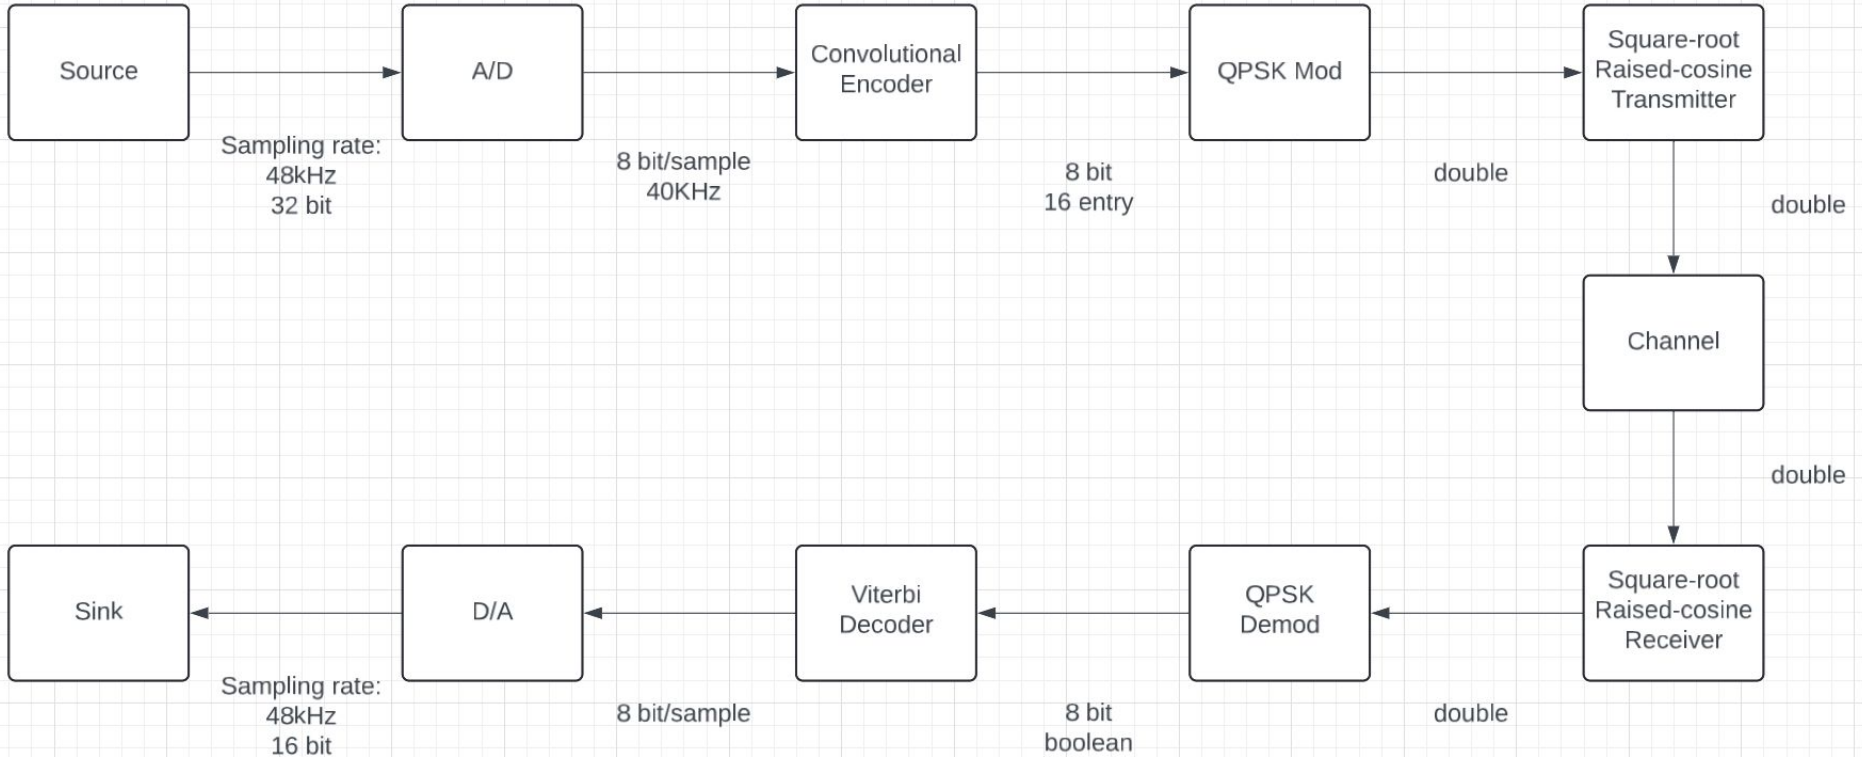 Source
A/D
Convolutional
Encoder
QPSK Mod
Square-root
Raised-cosine
Transmitter
Sampling rate:
48kHz
32 bit
8 bit/sample
40KHz
8 bit
16 entry
double
double
Channel
double
Sink
D/A
Viterbi
Decoder
QPSK
Demod
Square-root
Raised-cosine
Receiver
Sampling rate:
48kHz
16 bit
8 bit/sample
8 bit
boolean
double